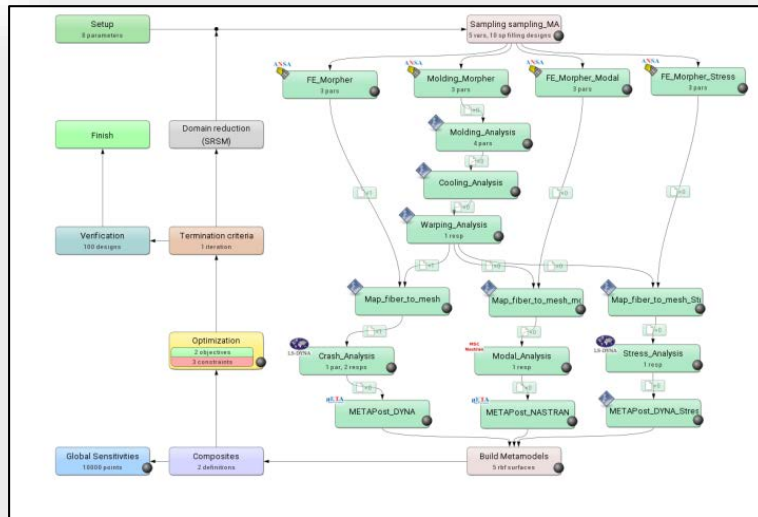 Setup
8 parameters
Sampling sampling_MA
5 vars, 10 sp filling designs
ANSA
FE_Morpher
3 pars
ANSA
Molding_Morpher
3 pars
ANSA
FE_Morpher_Modal
3 pars
ANSA
FE_Morpher_Stress
3 pars
Finish
Domain reduction
(SRSM)
Molding_Analysis
4 pars
Cooling_Analysis
Verification
100 designs
Termination criteria
1 iteration
Warping_Analysis
1 resp
Map_fiber_to_mesh
Map_fiber_to_mesh_mo
Map_fiber_to_mesh_Str
Optimization
2 objectives
3 constraints
LS-DYNA
Crash_Analysis
1 par, 2 resps
MSC
Nastran
Modal_Analysis
1 resp
LS-DYNA
Stress_Analysis
1 resp
μETA
METAPost_DYNA
μETA
METAPost_NASTRAN
METAPost_DYNA_Stres
Global Sensitivities
10000 points
Composites
2 definitions
Build Metamodels
5 rbf surfaces